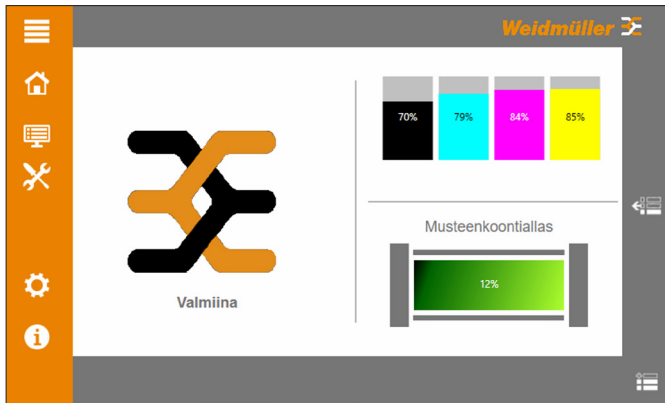 Weidmüller
70%
79%
84%
85%
Musteenkoontiallas
12%
Valmiina